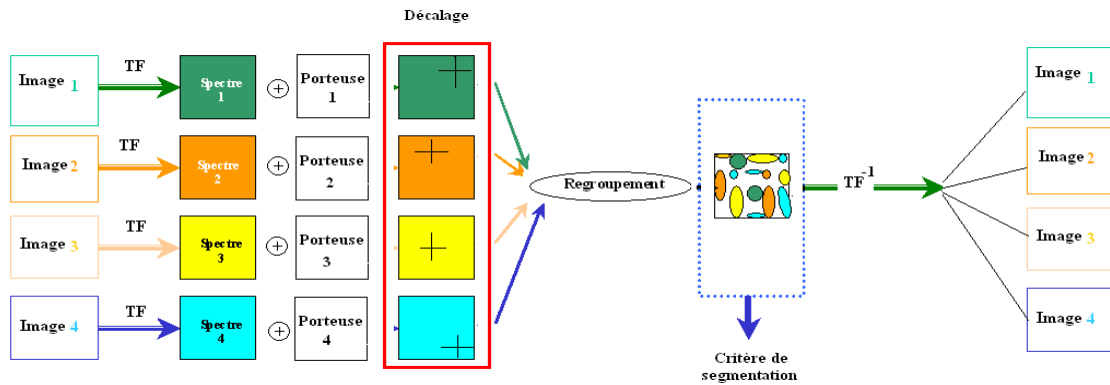 Décalage
Image 1
TF
Spectre
1
+
Porteuse
1
Image 2
TF
Spectre
2
+
Porteuse
2
Image 3
TF
Spectre
3
+
Porteuse
3
Image 4
TF
Spectre
4
+
Porteuse
4
Regroupement
TF-1
Critère de
segmentation
Image 1
Image 2
Image 3
Image 4